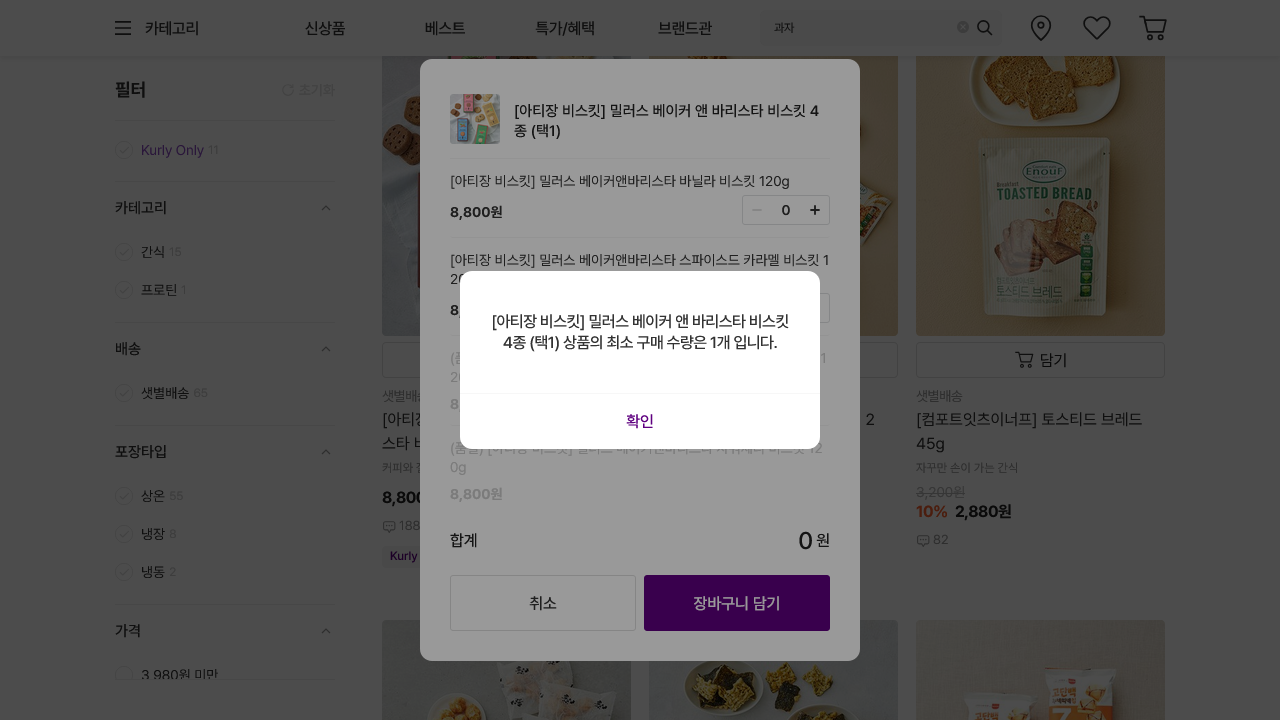 카테고리
신상품
베스트
특가/혜택
브랜드관
과자
필터
초기화
Kurly Only 11
카테고리
간식 15
프로틴 1
배송
샛별배송 65
포장타입
상온 55
냉장 8
냉동 2
가격
3,980원 미만
[아티장 비스킷] 밀러스 베이커 앤 바리스타 비스킷 4
종 (택1)
[아티장 비스킷] 밀러스 베이커앤바리스타 바닐라 비스킷 120g
8,800원
0
[아티장 비스킷] 밀러스 베이커앤바리스타 스파이스드 카라멜 비스킷 1
[아티장 비스킷] 밀러스 베이커 앤 바리스타 비스킷
4종 (택1) 상품의 최소 구매 수량은 1개 입니다.
확인
0g
8,800원
합계
0 원
취소
장바구니 담기
[아티장
스타 비
커피와
8,800
188
Kurly
2
ENOUF
TOASTED BREAD
토스티드 브레드
담기
샛별배송
[컴포트잇츠이너프] 토스티드 브레드
45g
자꾸만 손이 가는 간식
3,200원
10% 2,880원
82